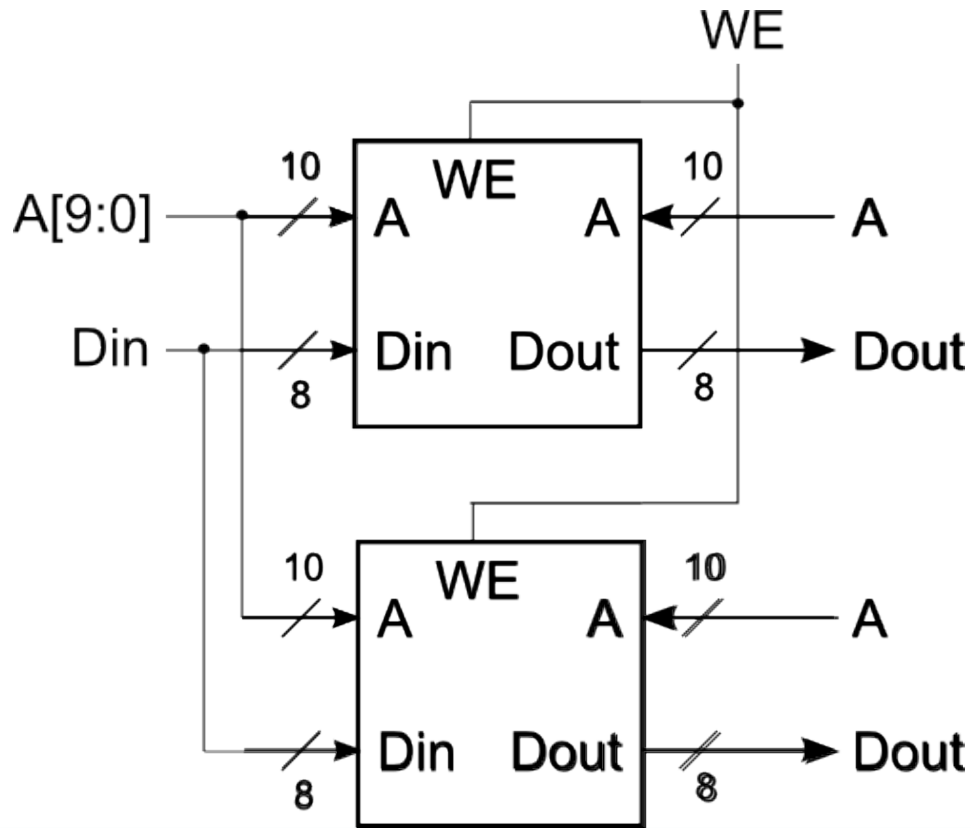 WE
10 WE 10
A[9:0] A A A
Din Din Dout Dout
8 8
10 WE 10
A A A
Din Dout Dout
8 8